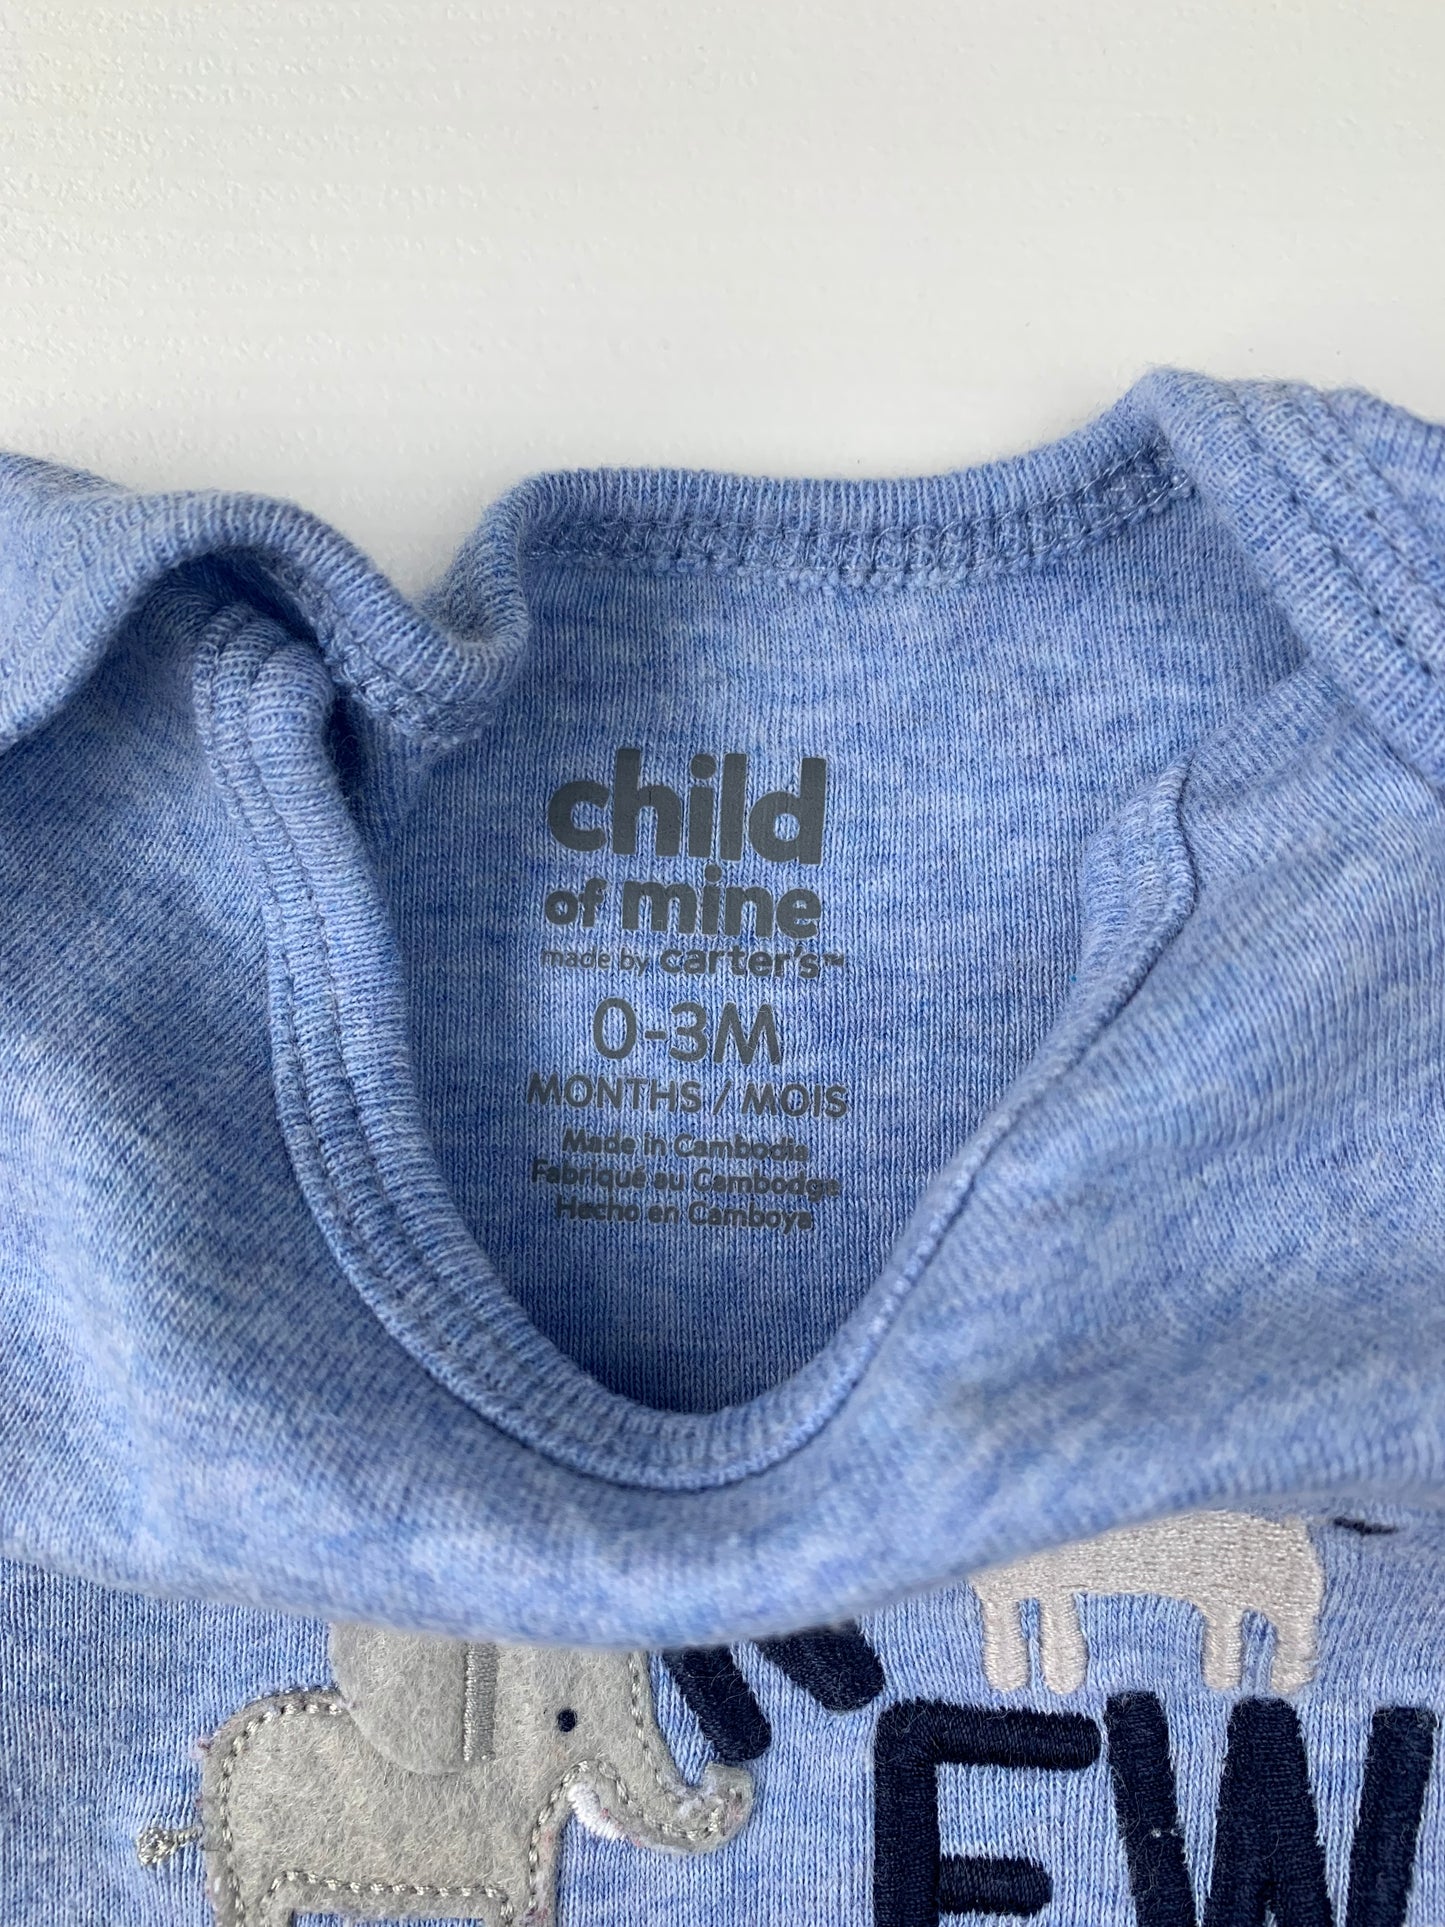 child
of mine
made by carter's™
0-3M
MONTHS / MOIS
Made in Cambodia
Fabriqué au Cambodge
Hecho en Camboya
EW